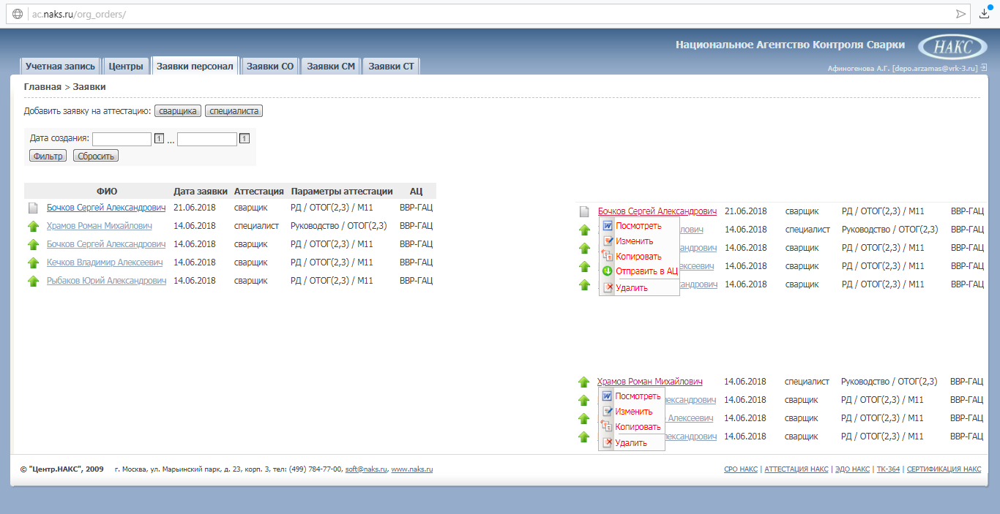 ac.naks.ru/org_orders/
Национальное Агентство Контроля Сварки
НАКС
Афиногенова А.Г. [depo.arzamas@vrk-3.ru]
Учетная запись Центры Заявки персонал Заявки СО Заявки СМ Заявки СТ
Главная > Заявки
Добавить заявку на аттестацию: сварщика специалиста
Дата создания: 1 ... 1
Фильтр Сбросить
ФИО Дата заявки Аттестация Параметры аттестации АЦ
Бочков Сергей Александрович 21.06.2018 сварщик РД / ОТОГ(2,3) / М11 ВВР-ГАЦ
Храмов Роман Михайлович 14.06.2018 специалист Руководство / ОТОГ(2,3) ВВР-ГАЦ
Бочков Сергей Александрович 14.06.2018 сварщик РД / ОТОГ(2,3) / М11 ВВР-ГАЦ
Кечков Владимир Алексеевич 14.06.2018 сварщик РД / ОТОГ(2,3) / М11 ВВР-ГАЦ
Рыбаков Юрий Александрович 14.06.2018 сварщик РД / ОТОГ(2,3) / М11 ВВР-ГАЦ
Бочков Сергей Александрович 21.06.2018 сварщик РД / ОТОГ(2,3) / М11 ВВР-ГАЦ
Посмотреть
йлович 14.06.2018 специалист Руководство / ОТОГ(2,3) ВВР-ГАЦ
Изменить
андрович 14.06.2018 сварщик РД / ОТОГ(2,3) / М11 ВВР-ГАЦ
Копировать
ексеевич 14.06.2018 сварщик РД / ОТОГ(2,3) / М11 ВВР-ГАЦ
Отправить в АЦ
андрович 14.06.2018 сварщик РД / ОТОГ(2,3) / М11 ВВР-ГАЦ
Удалить
Храмов Роман Михайлович 14.06.2018 специалист Руководство / ОТОГ(2,3) ВВР-ГАЦ
Посмотреть
лександрович 14.06.2018 сварщик РД / ОТОГ(2,3) / М11 ВВР-ГАЦ
Изменить
Алексеевич 14.06.2018 сварщик РД / ОТОГ(2,3) / М11 ВВР-ГАЦ
Копировать
лександрович 14.06.2018 сварщик РД / ОТОГ(2,3) / М11 ВВР-ГАЦ
Удалить
© "Центр.НАКС", 2009 г. Москва, ул. Марьинский парк, д. 23, корп. 3, тел: (499) 784-77-00, soft@naks.ru, www.naks.ru
СРО НАКС | АТТЕСТАЦИЯ НАКС | ЭДО НАКС | ТК-364 | СЕРТИФИКАЦИЯ НАКС